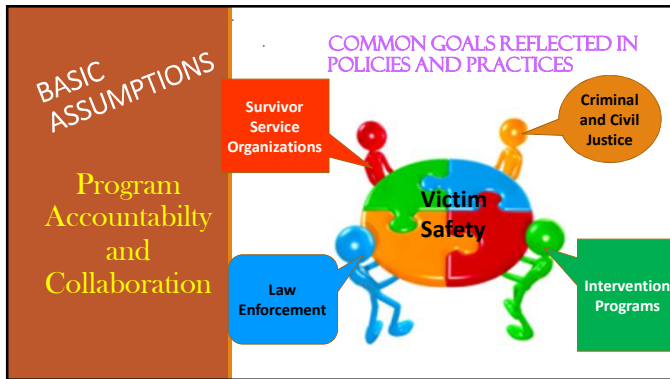 BASIC
ASSUMPTIONS
Program
Accountabilty
and
Collaboration
COMMON GOALS REFLECTED IN
POLICIES AND PRACTICES
Survivor
Service
Organizations
Criminal
and Civil
Justice
Victim
Safety
Law
Enforcement
Intervention
Programs